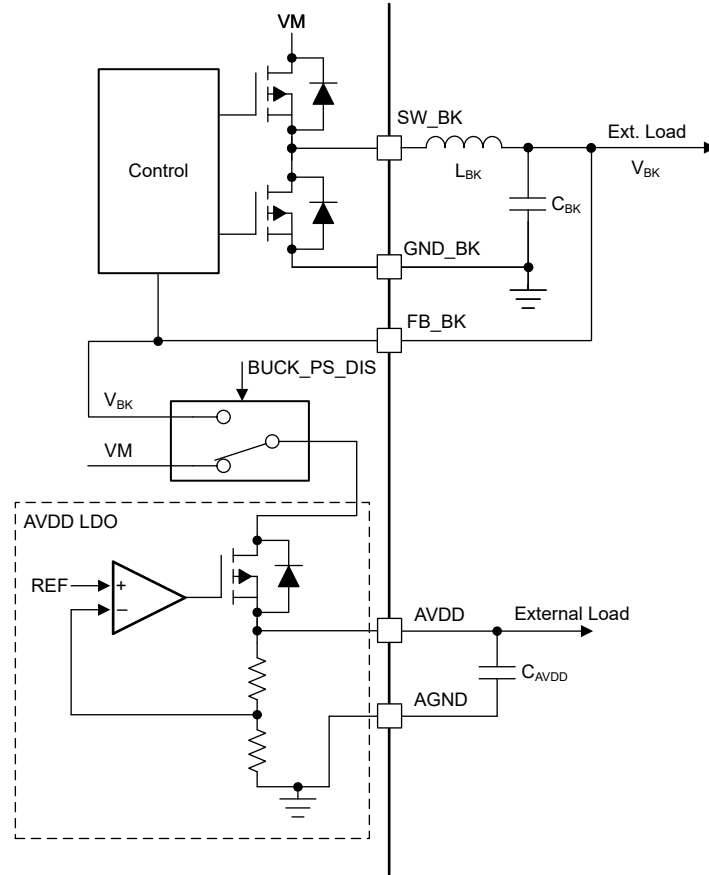 VM
SW_BK
Ext. Load
Control
L_BK
V_BK
C_BK
GND_BK
FB_BK
BUCK_PS_DIS
V_BK
VM
AVDD LDO
REF
+
−
AVDD
External Load
C_AVDD
AGND